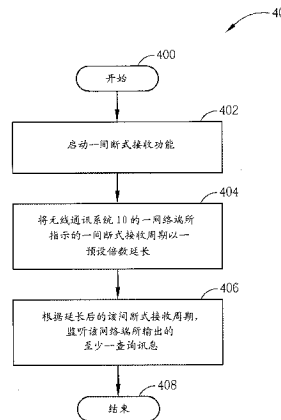 40
400
开始
402
启动一间断式接收功能
404
将无线通讯系统 10 的一网络端所
指示的一间断式接收周期以一
预设倍数延长
406
根据延长后的该间断式接收周期,
监听该网络端所输出的
至少一查询讯息
408
结束